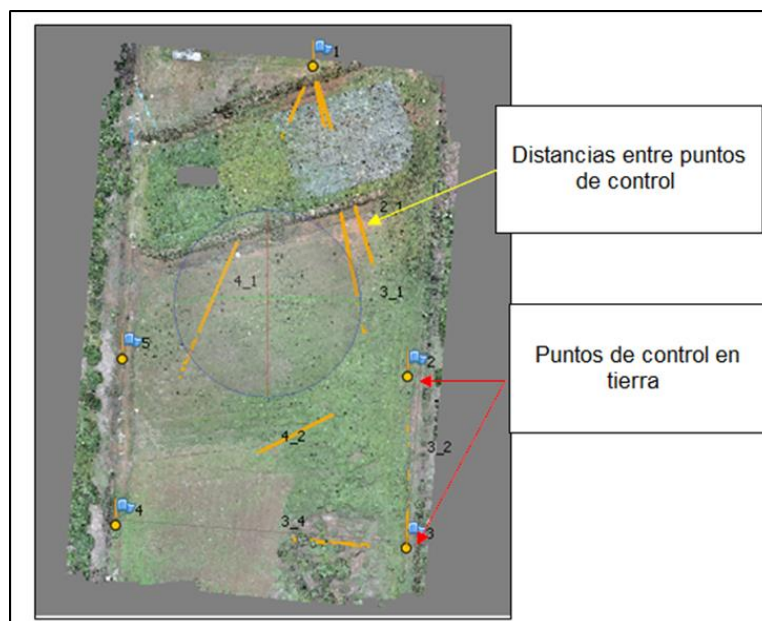 1
2_1
Distancias entre puntos
de control
4_1
3_1
5
2
Puntos de control en
tierra
4_2
3_2
4
3_4
3